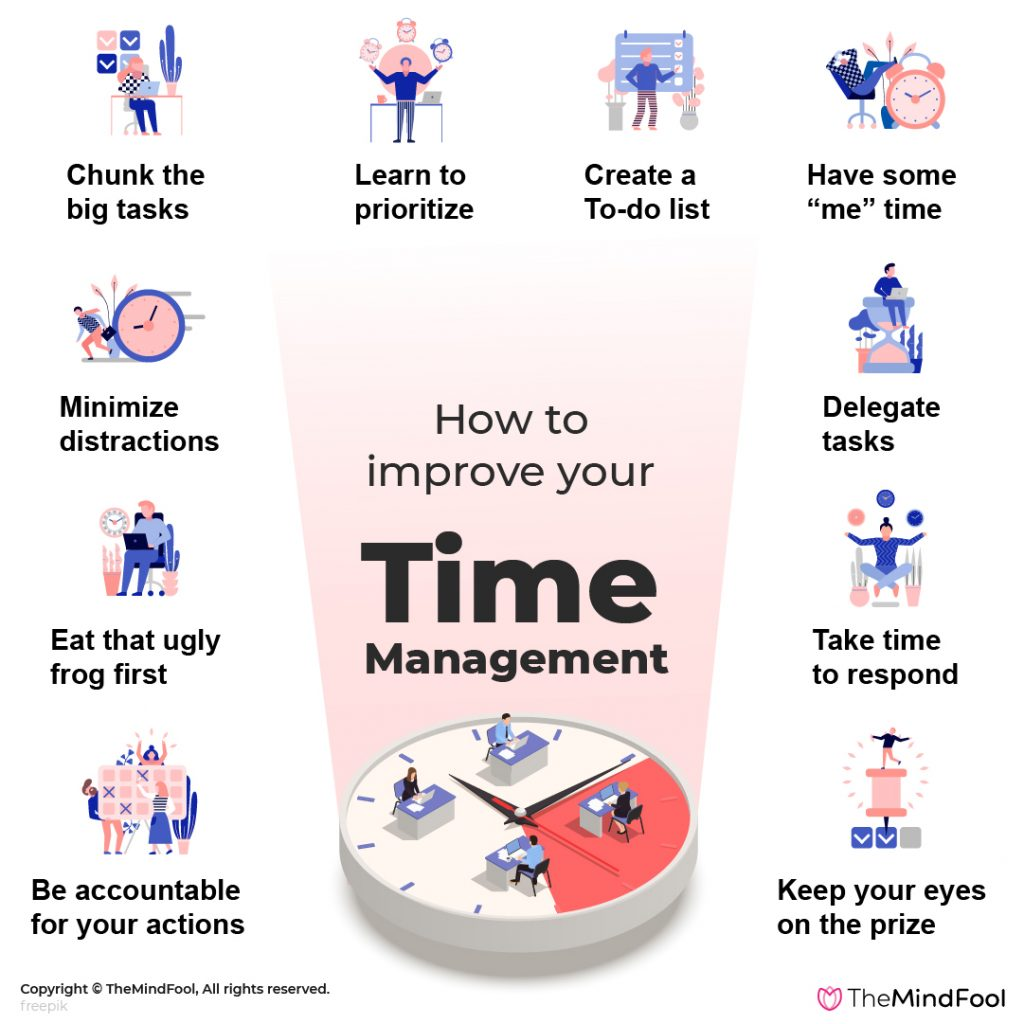 Chunk the
big tasks
Learn to
prioritize
Create a
To-do list
Have some
“me” time
Minimize
distractions
Delegate
tasks
How to
improve your
Time
Management
Eat that ugly
frog first
Take time
to respond
Be accountable
for your actions
Keep your eyes
on the prize
Copyright © TheMindFool, All rights reserved.
freepik
TheMindFool